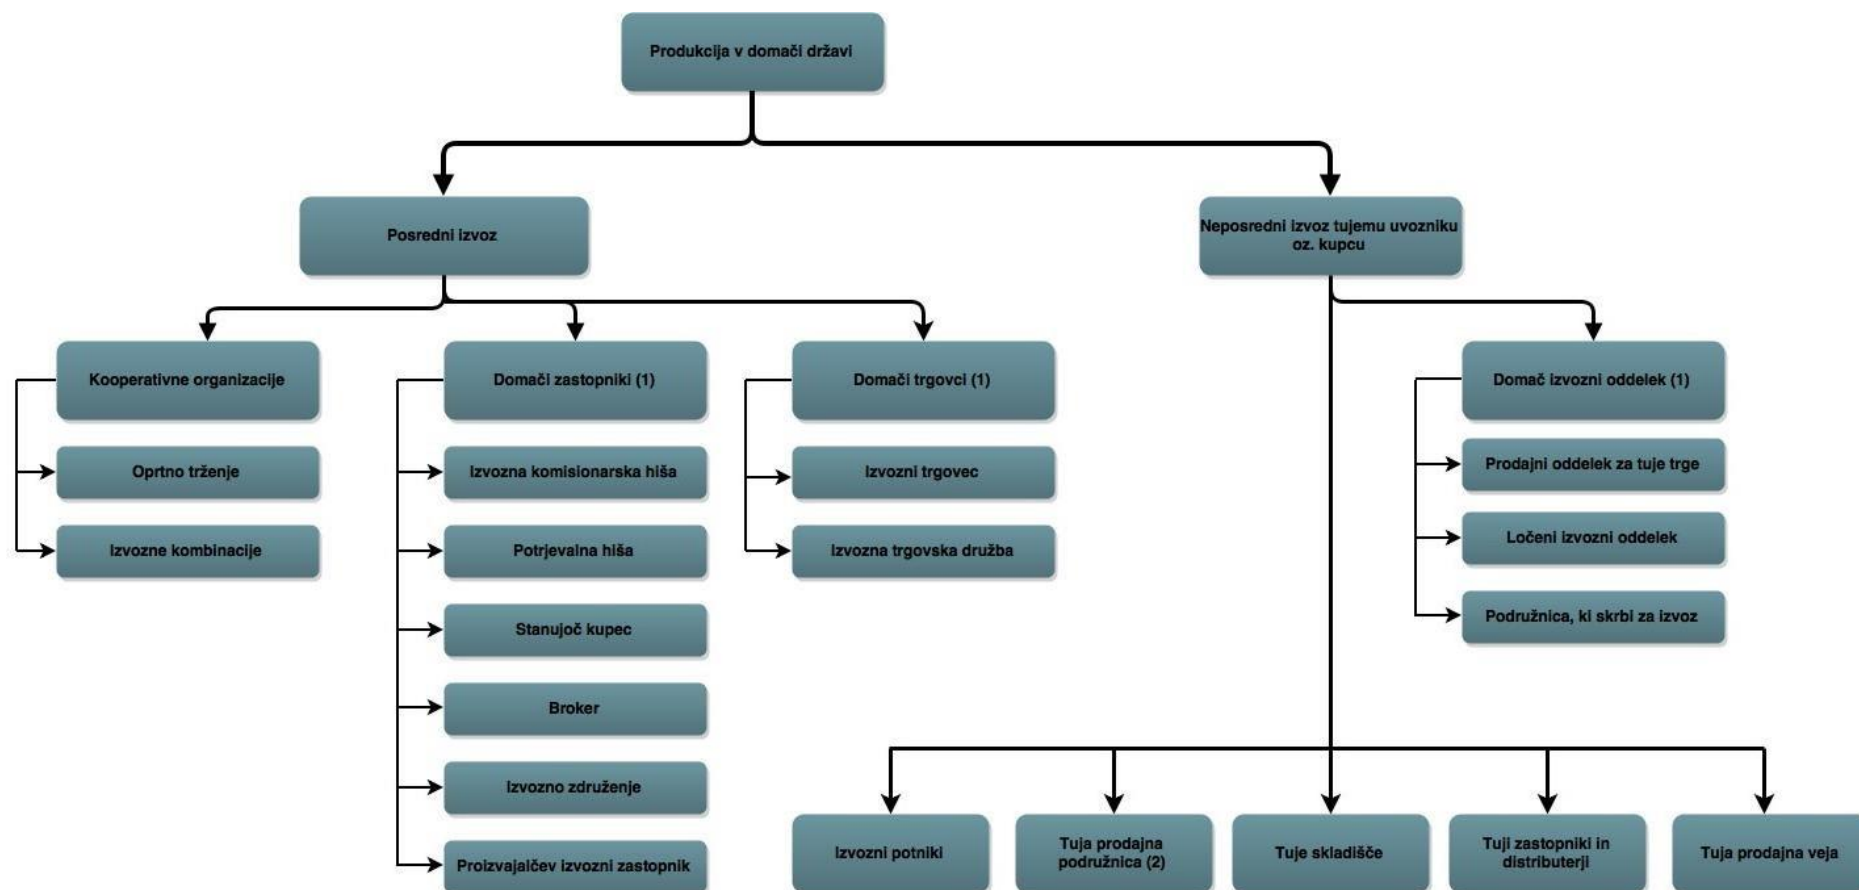 Produkcija v domači državi
Posredni izvoz
Neposredni izvoz tujemu uvozniku
oz. kupcu
Kooperativne organizacije
Domači zastopniki (1)
Domači trgovci (1)
Domač izvozni oddelek (1)
Oprtno trženje
Izvozne kombinacije
Izvozna komisionarska hiša
Potrjevalna hiša
Stanujoč kupec
Broker
Izvozno združenje
Proizvajalčev izvozni zastopnik
Izvozni trgovec
Izvozna trgovska družba
Prodajni oddelek za tuje trge
Ločeni izvozni oddelek
Podružnica, ki skrbi za izvoz
Izvozni potniki
Tuja prodajna
podružnica (2)
Tuje skladišče
Tuji zastopniki in
distributerji
Tuja prodajna veja